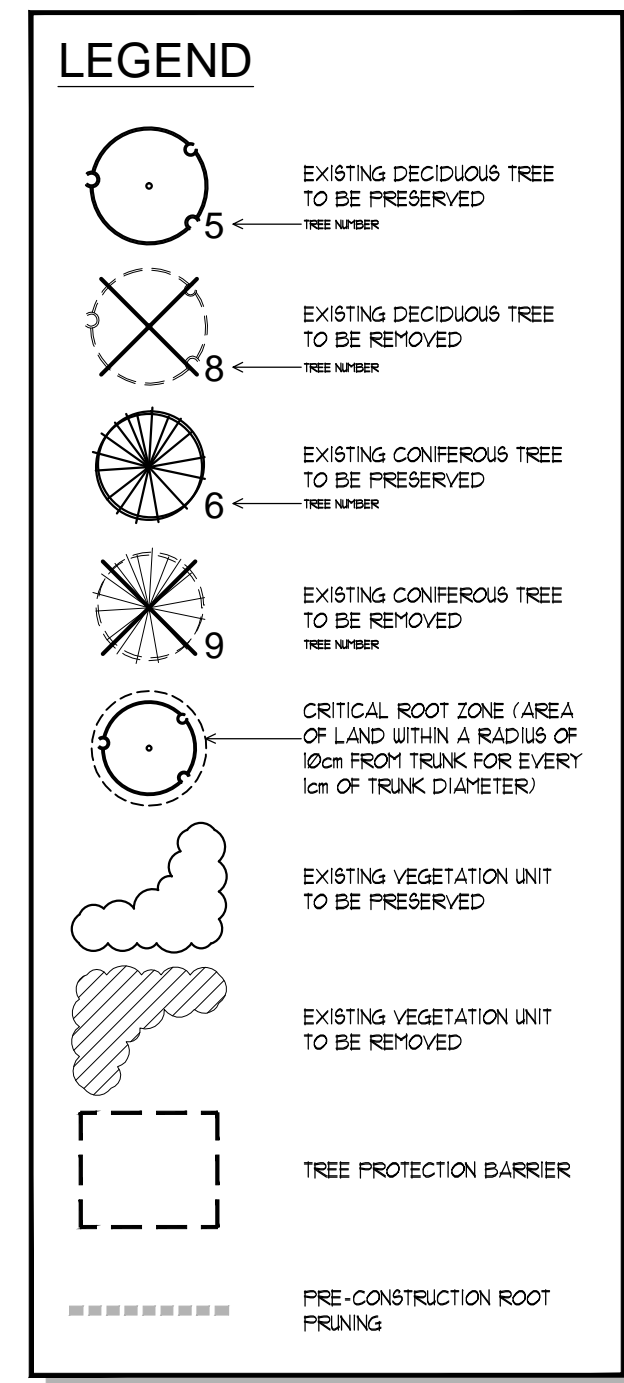 LEGEND
EXISTING DECIDUOUS TREE
TO BE PRESERVED
5 TREE NUMBER
EXISTING DECIDUOUS TREE
TO BE REMOVED
8 TREE NUMBER
EXISTING CONIFEROUS TREE
TO BE PRESERVED
6 TREE NUMBER
EXISTING CONIFEROUS TREE
TO BE REMOVED
9 TREE NUMBER
CRITICAL ROOT ZONE (AREA
OF LAND WITHIN A RADIUS OF
10cm FROM TRUNK FOR EVERY
1cm OF TRUNK DIAMETER)
EXISTING VEGETATION UNIT
TO BE PRESERVED
EXISTING VEGETATION UNIT
TO BE REMOVED
TREE PROTECTION BARRIER
PRE-CONSTRUCTION ROOT
PRUNING